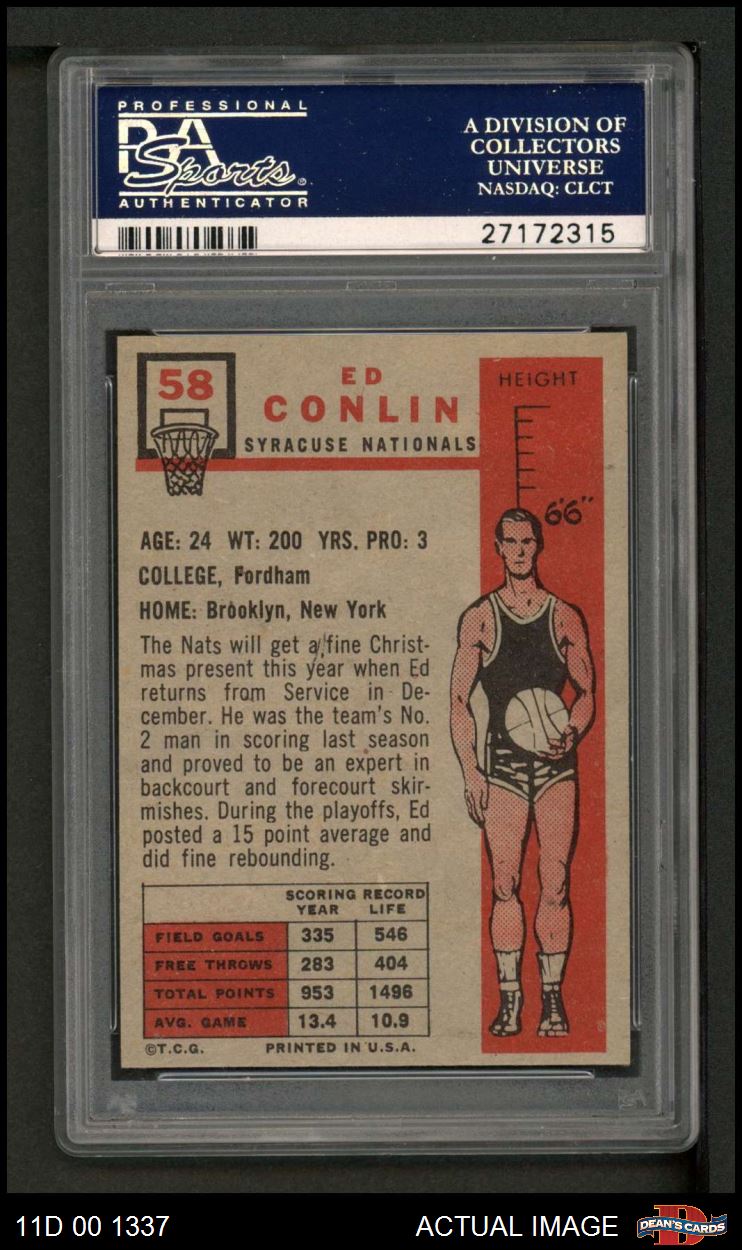 PROFESSIONAL
PSA
Sports
AUTHENTICATOR
A DIVISION OF
COLLECTORS
UNIVERSE
NASDAQ: CLCT
27172315
58
ED
CONLIN
SYRACUSE NATIONALS
HEIGHT
6'6"
AGE: 24 WT: 200 YRS. PRO: 3
COLLEGE, Fordham
HOME: Brooklyn, New York
The Nats will get a fine Christ-
mas present this year when Ed
returns from Service in De-
cember. He was the team's No.
2 man in scoring last season
and proved to be an expert in
backcourt and forecourt skir-
mishes. During the playoffs, Ed
posted a 15 point average and
did fine rebounding.
SCORING RECORD
YEAR LIFE
FIELD GOALS 335 546
FREE THROWS 283 404
TOTAL POINTS 953 1496
AVG. GAME 13.4 10.9
©T.C.G. PRINTED IN U.S.A.
11D 00 1337
ACTUAL IMAGE
DEAN'S CARDS